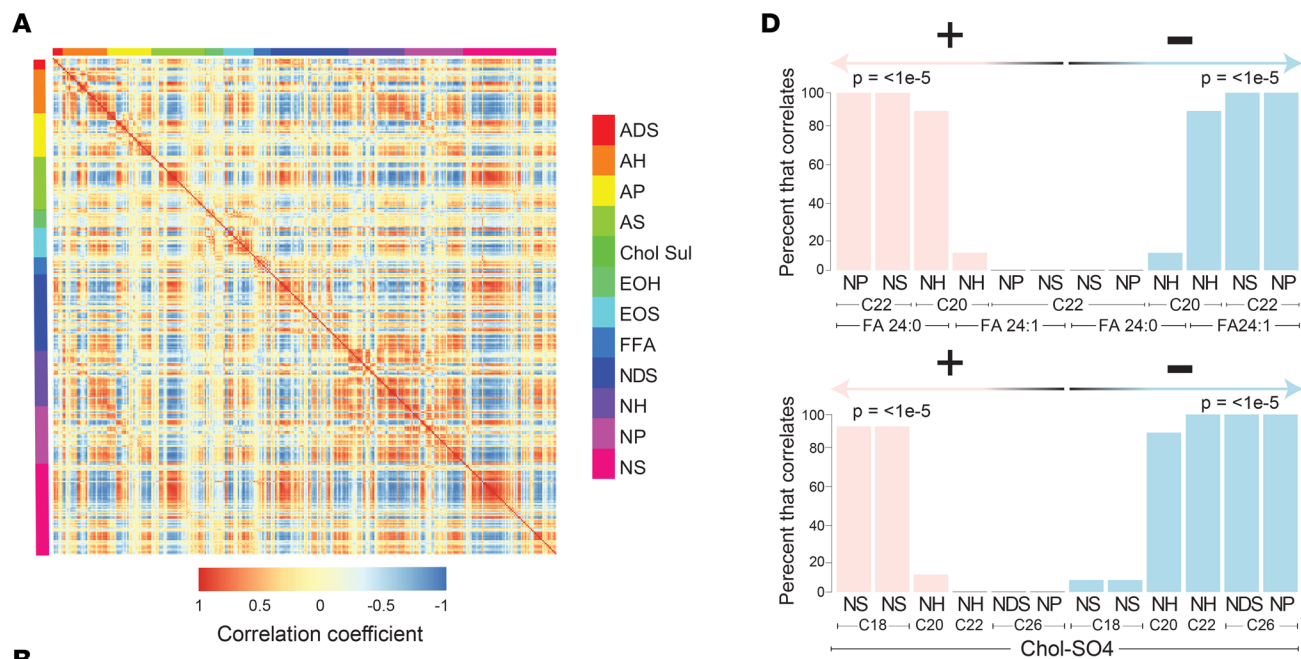 A
ADS
AH
AP
AS
Chol Sul
EOH
EOS
FFA
NDS
NH
NP
NS
1 0.5 0 -0.5 -1
Correlation coefficient
D
+ −
p = <1e-5 p = <1e-5
Perecent that correlates
100
80
60
40
20
0
NP NS NH NH NP NS NS NP NH NH NS NP
C22 C20 C22 C20 C22
FA 24:0 FA 24:1 FA 24:0 FA24:1
+ −
p = <1e-5 p = <1e-5
Perecent that correlates
100
80
60
40
20
0
NS NS NH NH NDS NP NS NS NH NH NDS NP
C18 C20 C22 C26 C18 C20 C22 C26
Chol-SO4